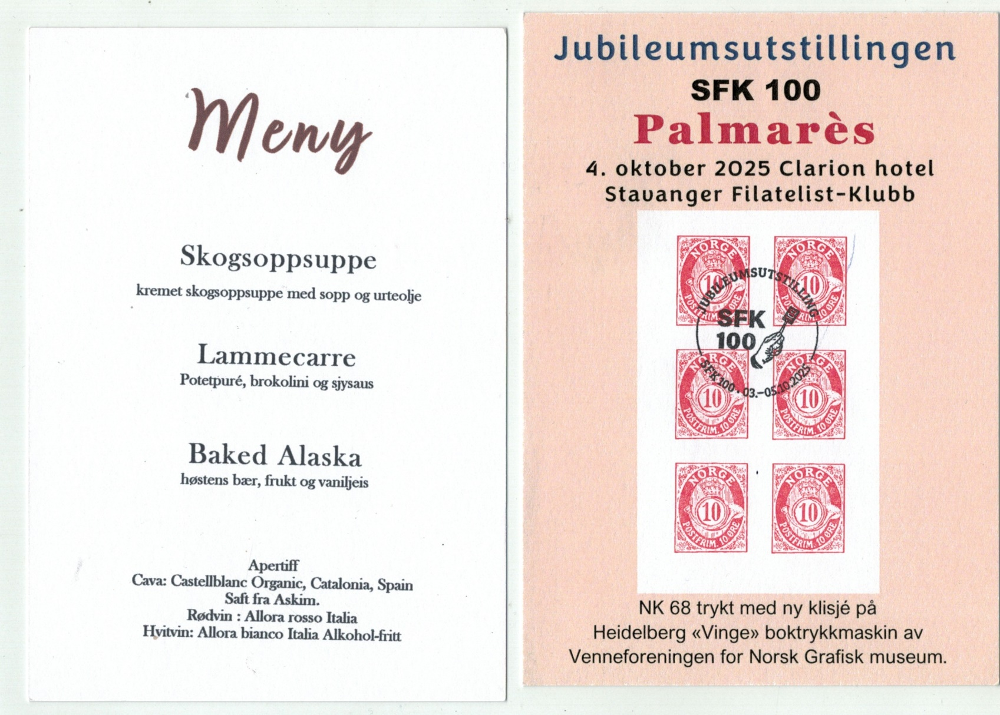 Meny
Skogsoppsuppe
kremet skogsoppsuppe med sopp og urteolje
Lammecarre
Potetpuré, brokolini og sjysaus
Baked Alaska
høstens bær, frukt og vaniljeis
Apertiff
Cava: Castellblanc Organic, Catalonia, Spain
Saft fra Askim.
Rødvin : Allora rosso Italia
Hvitvin: Allora bianco Italia Alkohol-fritt
Jubileumsutstillingen
SFK 100
Palmarès
4. oktober 2025 Clarion hotel
Stavanger Filatelist-Klubb
NORGE
10
POSTFRIM. 10 ØRE
NORGE
10
POSTFRIM. 10 ØRE
JUBILEUMSUTSTILLING
SFK
100
100
SFK 100 · 03.–05.10.2025
NORGE
10
POSTFRIM. 10 ØRE
NORGE
10
POSTFRIM. 10 ØRE
NORGE
10
POSTFRIM. 10 ØRE
NORGE
10
POSTFRIM. 10 ØRE
NK 68 trykt med ny klisjé på
Heidelberg «Vinge» boktrykkmaskin av
Venneforeningen for Norsk Grafisk museum.